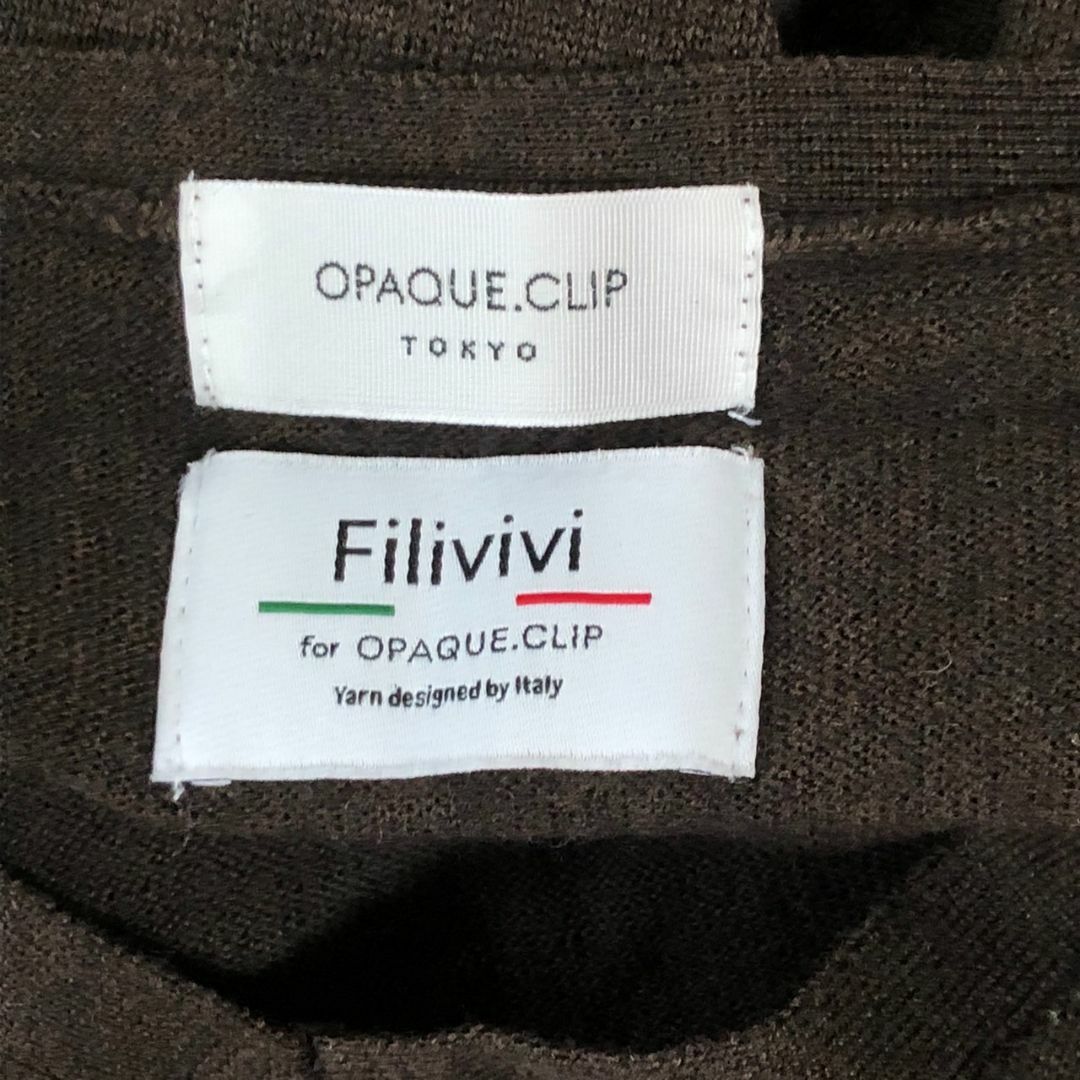 OPAQUE.CLIP
TOKYO
Filivivi
for OPAQUE.CLIP
Yarn designed by Italy